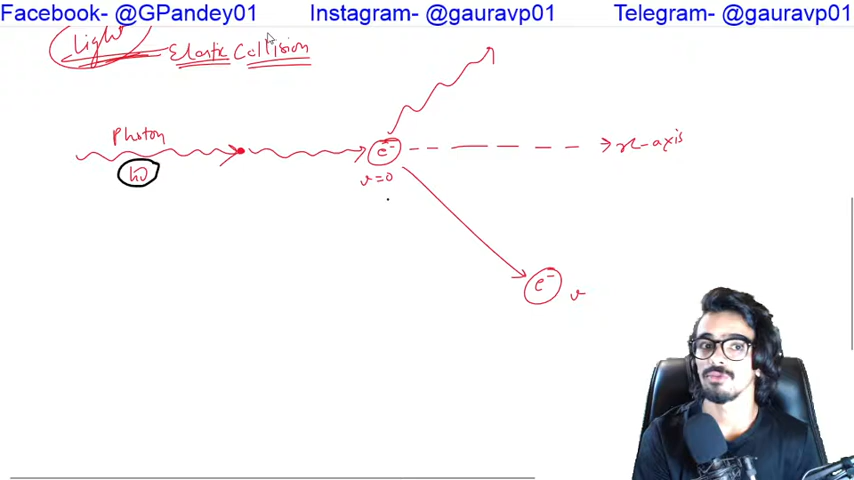 Facebook- @GPandey01 Instagram- @gauravp01 Telegram- @gauravp01
Light
Elastic Collision
Photon
hν
e⁻
v=0
x-axis
e⁻ v